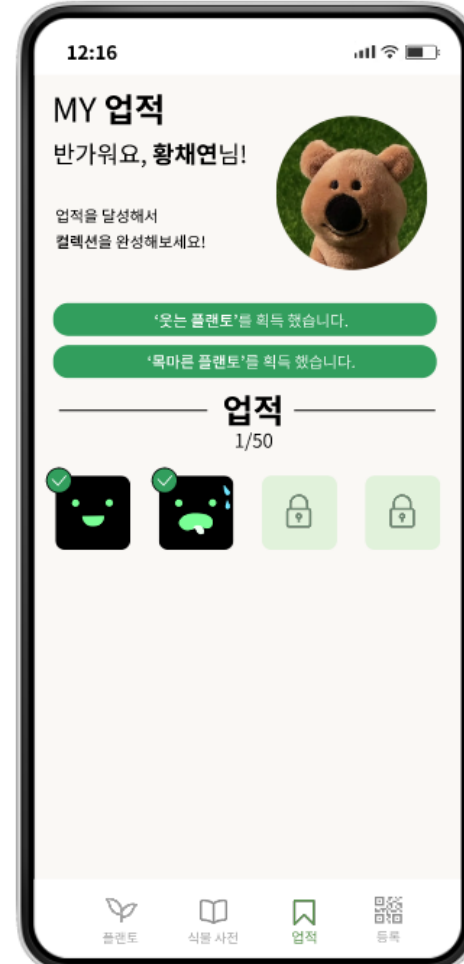 12:16
MY 업적
반가워요, 황채연님!
업적을 달성해서
컬렉션을 완성해보세요!
‘웃는 플랜토’를 획득 했습니다.
‘목마른 플랜토’를 획득 했습니다.
업적
1/50
플랜토 식물 사전 업적 등록